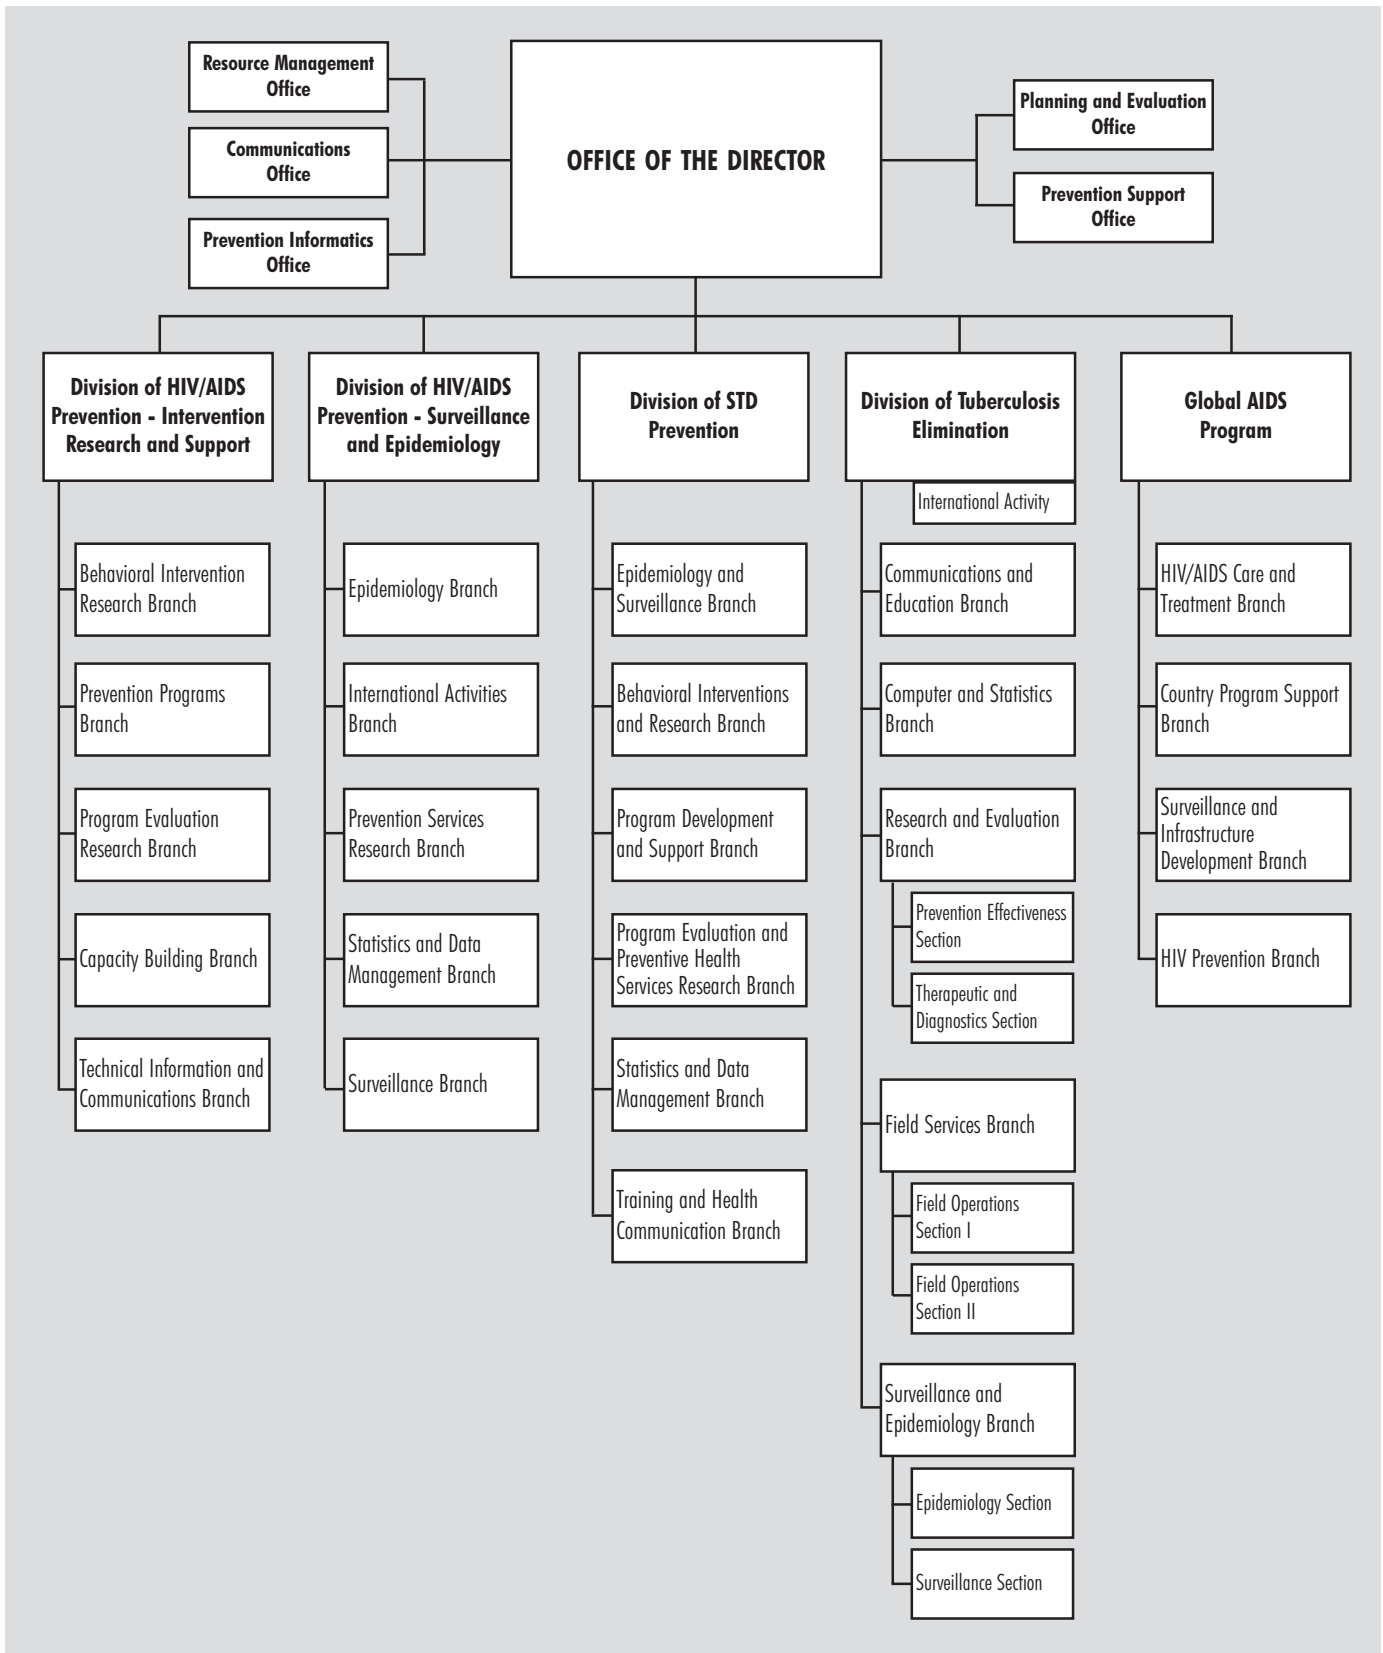 Resource Management
Office
Communications
Office
Prevention Informatics
Office
OFFICE OF THE DIRECTOR
Planning and Evaluation
Office
Prevention Support
Office
Division of HIV/AIDS
Prevention - Intervention
Research and Support
Behavioral Intervention
Research Branch
Prevention Programs
Branch
Program Evaluation
Research Branch
Capacity Building Branch
Technical Information and
Communications Branch
Division of HIV/AIDS
Prevention - Surveillance
and Epidemiology
Epidemiology Branch
International Activities
Branch
Prevention Services
Research Branch
Statistics and Data
Management Branch
Surveillance Branch
Division of STD
Prevention
Epidemiology and
Surveillance Branch
Behavioral Interventions
and Research Branch
Program Development
and Support Branch
Program Evaluation and
Preventive Health
Services Research Branch
Statistics and Data
Management Branch
Training and Health
Communication Branch
Division of Tuberculosis
Elimination
International Activity
Communications and
Education Branch
Computer and Statistics
Branch
Research and Evaluation
Branch
Prevention Effectiveness
Section
Therapeutic and
Diagnostics Section
Field Services Branch
Field Operations
Section I
Field Operations
Section II
Surveillance and
Epidemiology Branch
Epidemiology Section
Surveillance Section
Global AIDS
Program
HIV/AIDS Care and
Treatment Branch
Country Program Support
Branch
Surveillance and
Infrastructure
Development Branch
HIV Prevention Branch